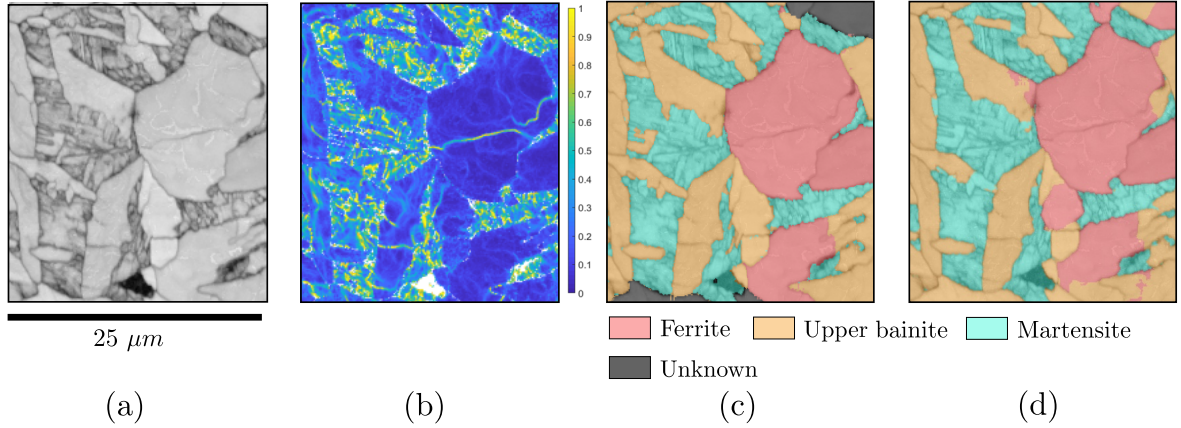 1
0.9
0.8
0.7
0.6
0.5
0.4
0.3
0.2
0.1
0
25 μm
Ferrite
Upper bainite
Martensite
Unknown
(a)
(b)
(c)
(d)